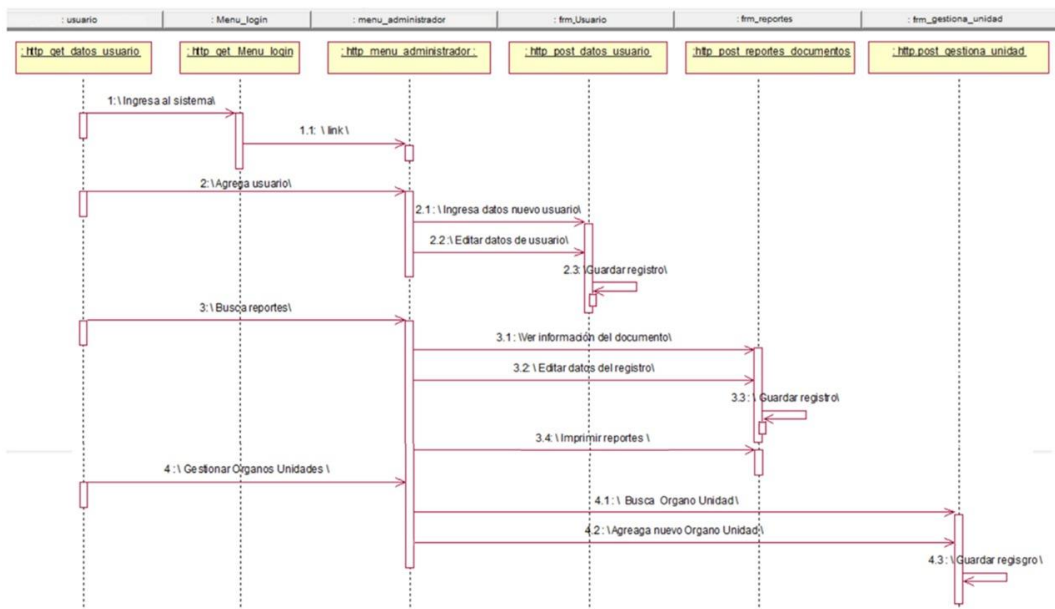 : usuario
: Menu_login
: menu_administrador
: frm,Usuario
: frm_reportes
: frm_gestiona_unidad
: http_get_datos_usuario
: http_get_Menu_login
: http_menu_administrador :
: http_post_datos_usuario
:http_post_reportes_documentos
: http.post_gestiona_unidad
1: \ Ingresa al sistema\
1.1: \ link \
2: \Agrega usuario\
2.1: \ Ingresa datos nuevo usuario\
2.2:\ Editar datos de usuario\
2.3: \Guardar registro\
3:\ Busca reportes\
3.1: \Ver información del documento\
3.2: \ Editar datos del registro\
3.3: \ Guardar registro\
3.4: \ Imprimir reportes \
4 :\ Gestionar Organos Unidades \
4.1: \ Busca Organo Unidad \
4.2: \Agreaga nuevo Organo Unidad \
4.3 : \ Guardar regisgro \